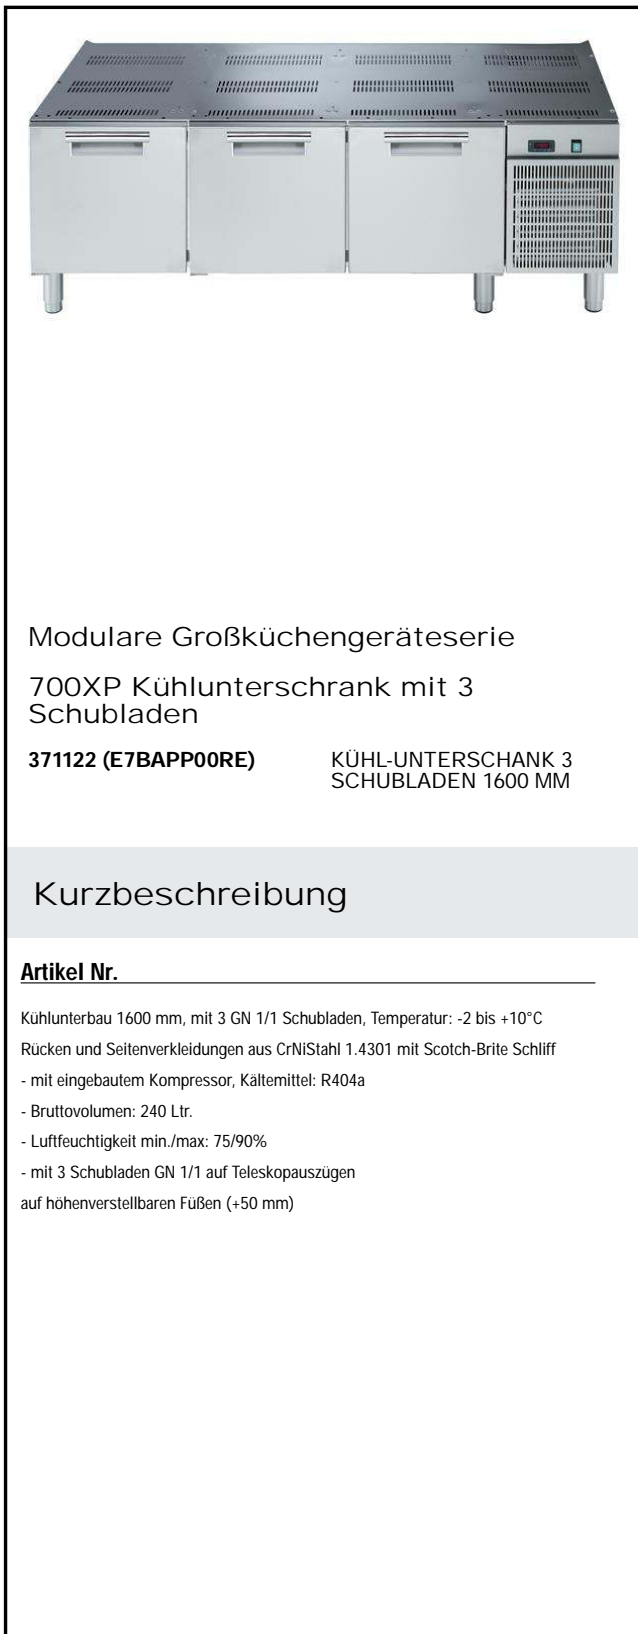 Modulare Großküchengeräteserie
700XP Kühlunterschrank mit 3
Schubladen
371122 (E7BAPP00RE)
KÜHL-UNTERSCHANK 3
SCHUBLADEN 1600 MM
Kurzbeschreibung
Artikel Nr.
Kühlunterbau 1600 mm, mit 3 GN 1/1 Schubladen, Temperatur: -2 bis +10°C
Rücken und Seitenverkleidungen aus CrNiStahl 1.4301 mit Scotch-Brite Schliff
- mit eingebautem Kompressor, Kältemittel: R404a
- Bruttovolumen: 240 Ltr.
- Luftfeuchtigkeit min./max: 75/90%
- mit 3 Schubladen GN 1/1 auf Teleskopauszügen
auf höhenverstellbaren Füßen (+50 mm)